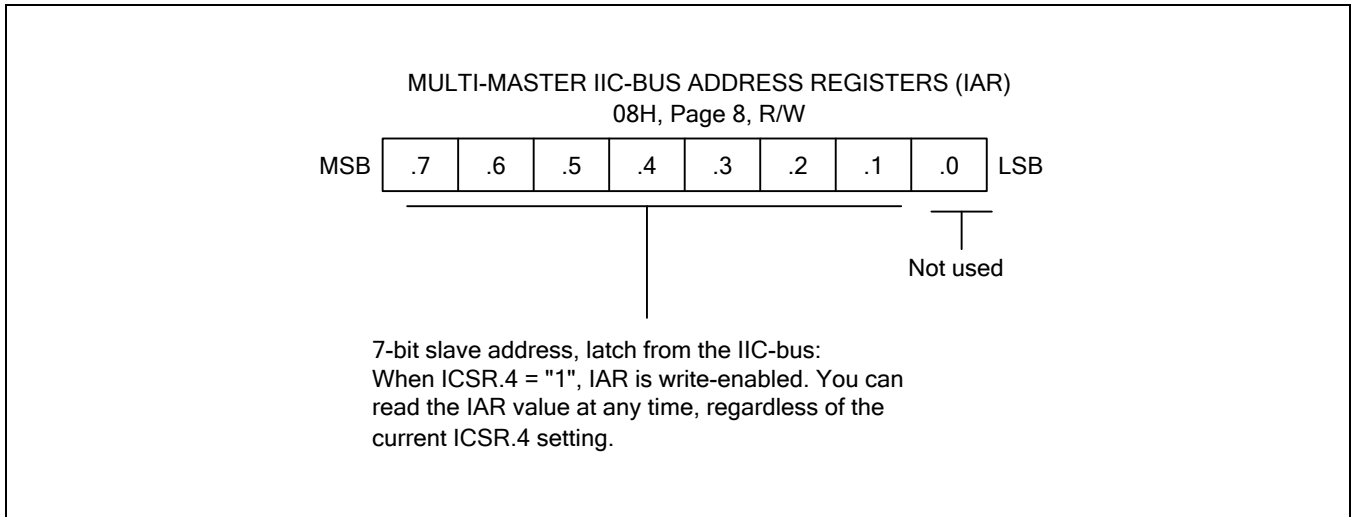 MULTI-MASTER IIC-BUS ADDRESS REGISTERS (IAR)
08H, Page 8, R/W
MSB .7 .6 .5 .4 .3 .2 .1 .0 LSB
Not used
7-bit slave address, latch from the IIC-bus:
When ICSR.4 = "1", IAR is write-enabled. You can
read the IAR value at any time, regardless of the
current ICSR.4 setting.